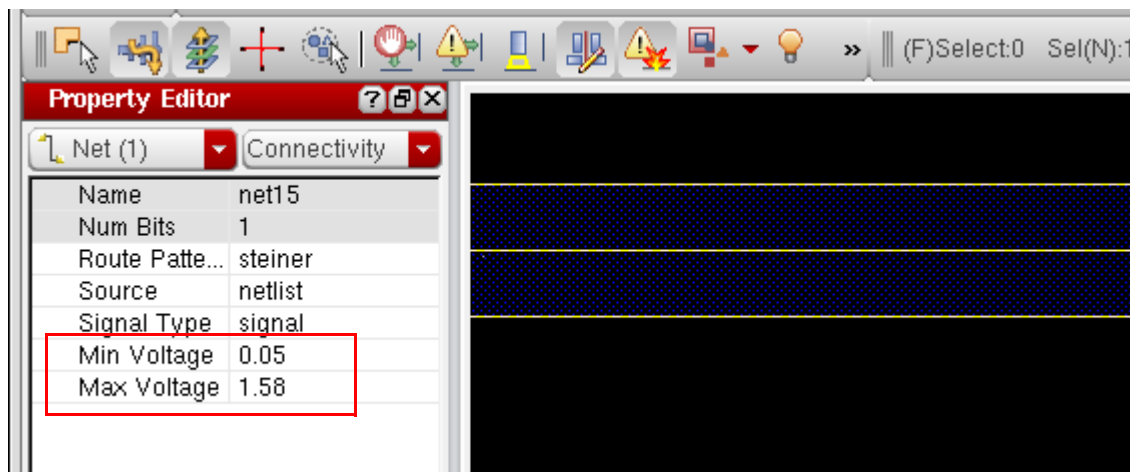 (F)Select:0 Sel(N):1
Property Editor
Net (1) Connectivity
Name net15
Num Bits 1
Route Patte... steiner
Source netlist
Signal Type signal
Min Voltage 0.05
Max Voltage 1.58